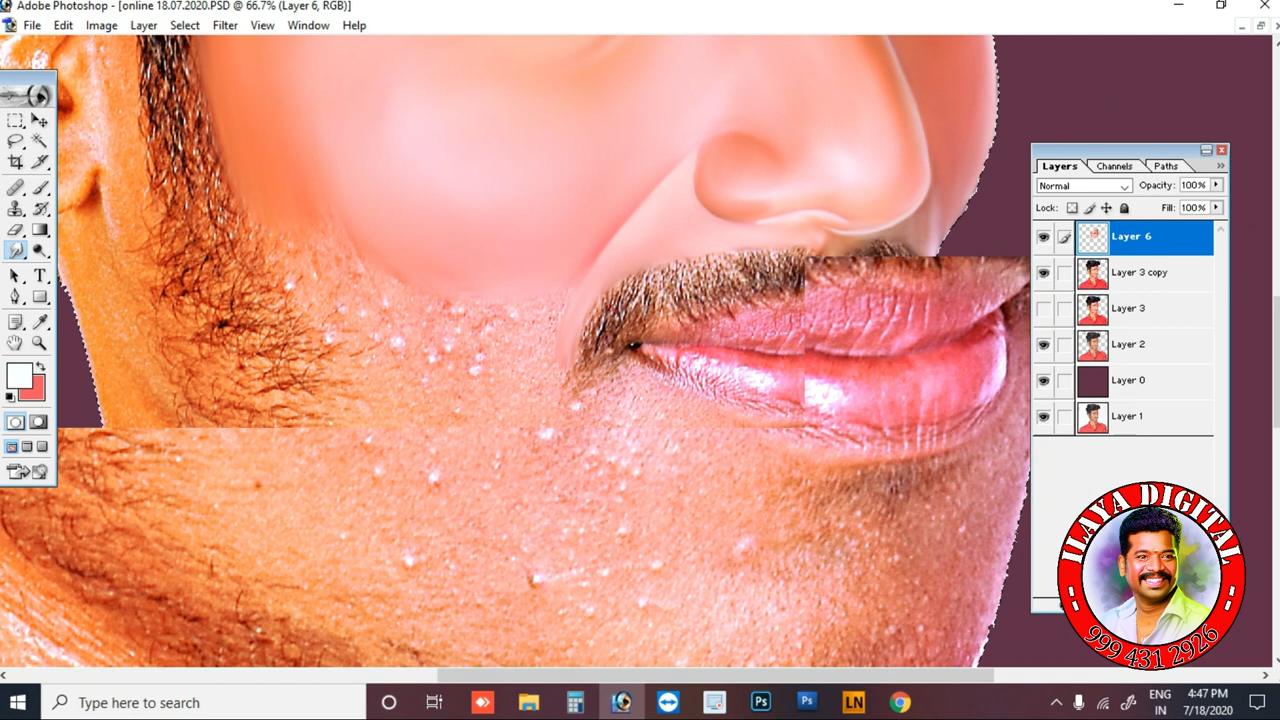 Adobe Photoshop - [online 18.07.2020.PSD @ 66.7% (Layer 6, RGB)]
File Edit Image Layer Select Filter View Window Help
Layers Channels Paths
Normal Opacity: 100%
Lock: Fill: 100%
Layer 6
Layer 3 copy
Layer 3
Layer 2
Layer 0
Layer 1
T
ILAYA DIGITAL
999 431 2926
Type here to search
Ps
Ps
LN
ENG
IN
4:47 PM
7/18/2020